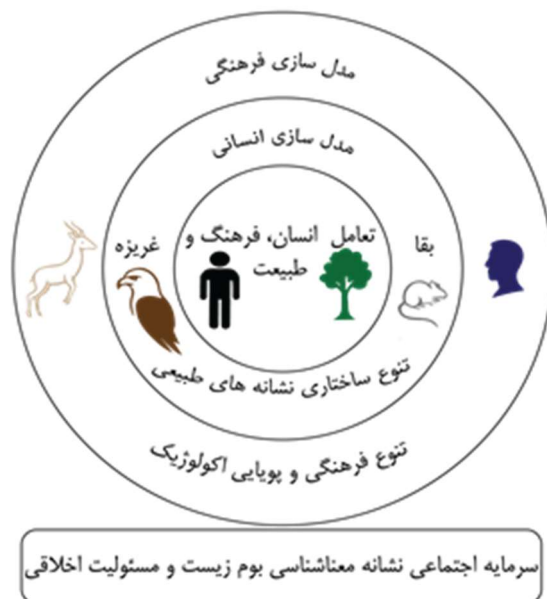 مدل سازی فرهنگی
مدل سازی انسانی
تعامل انسان، فرهنگ و
طبیعت
بقا
غریزه
تنوع ساختاری نشانه های طبیعی
تنوع فرهنگی و پویایی اکولوژیک
سرمایه اجتماعی نشانه معناشناسی بوم زیست و مسئولیت اخلاقی